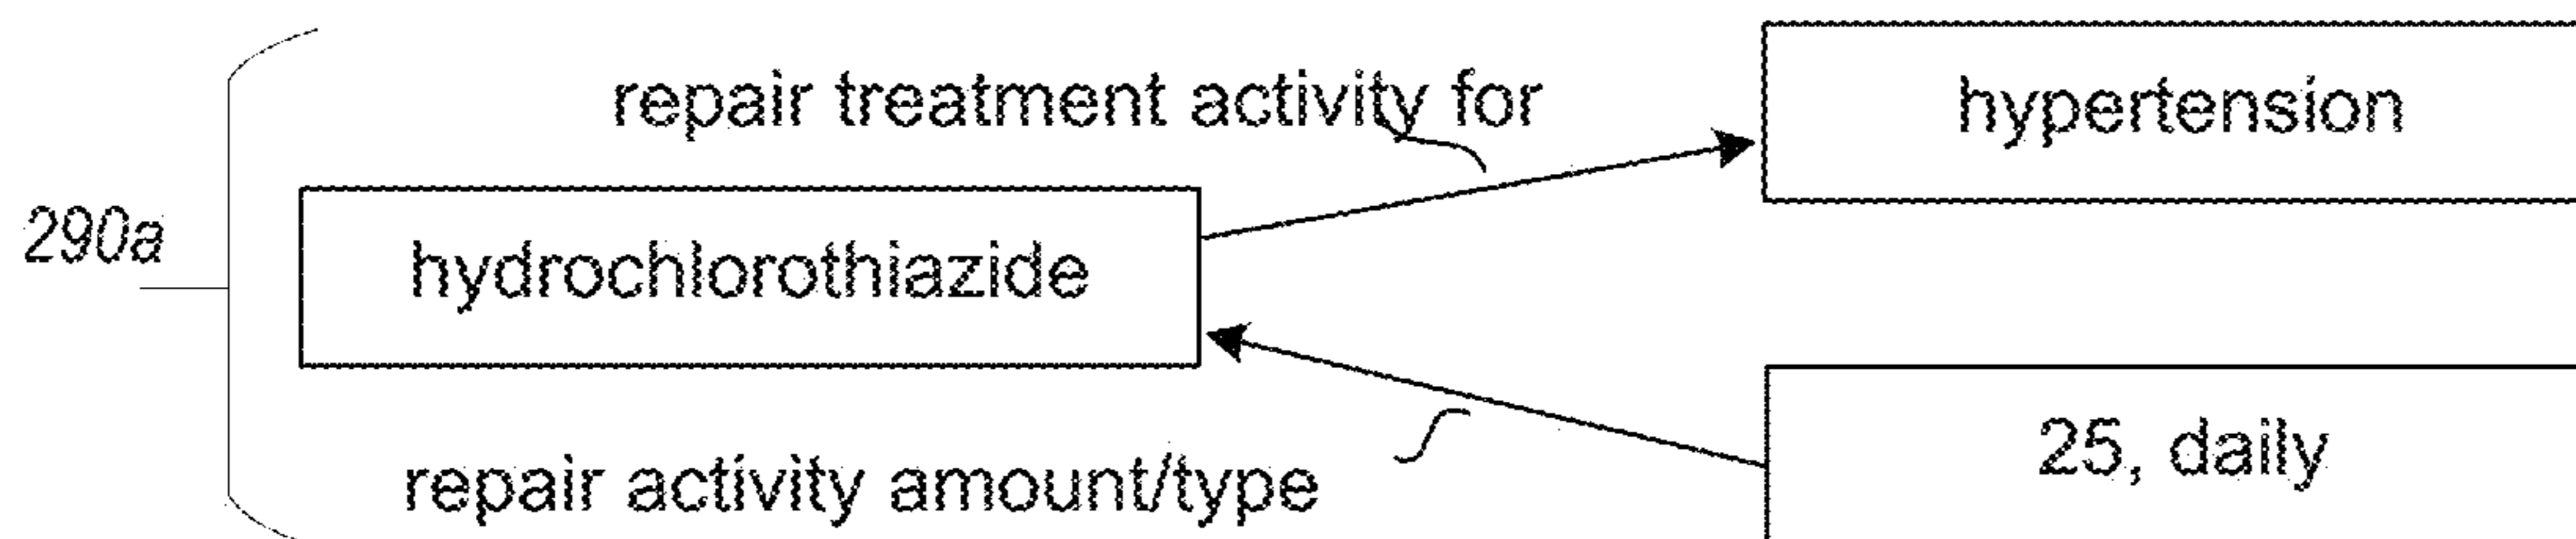 repair treatment activity for
hypertension
290a
hydrochlorothiazide
25, daily
repair activity amount/type